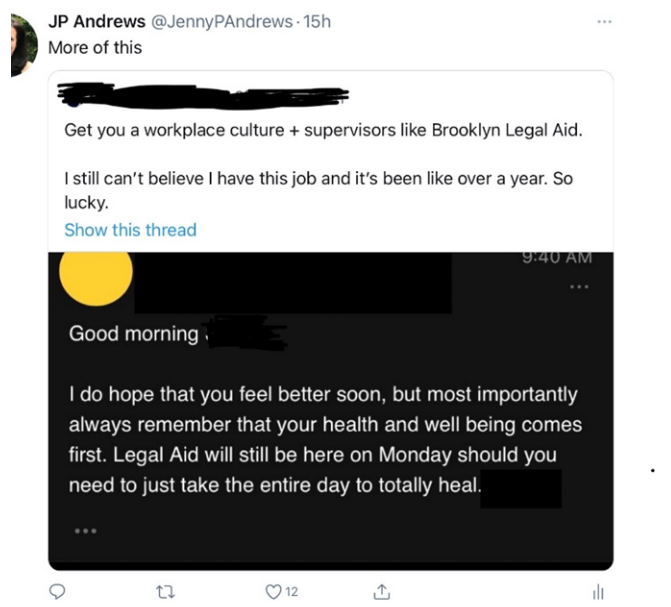 JP Andrews @JennyPAndrews · 15h
More of this
Get you a workplace culture + supervisors like Brooklyn Legal Aid.
I still can't believe I have this job and it's been like over a year. So
lucky.
Show this thread
9:40 AM
Good morning
I do hope that you feel better soon, but most importantly
always remember that your health and well being comes
first. Legal Aid will still be here on Monday should you
need to just take the entire day to totally heal.
12